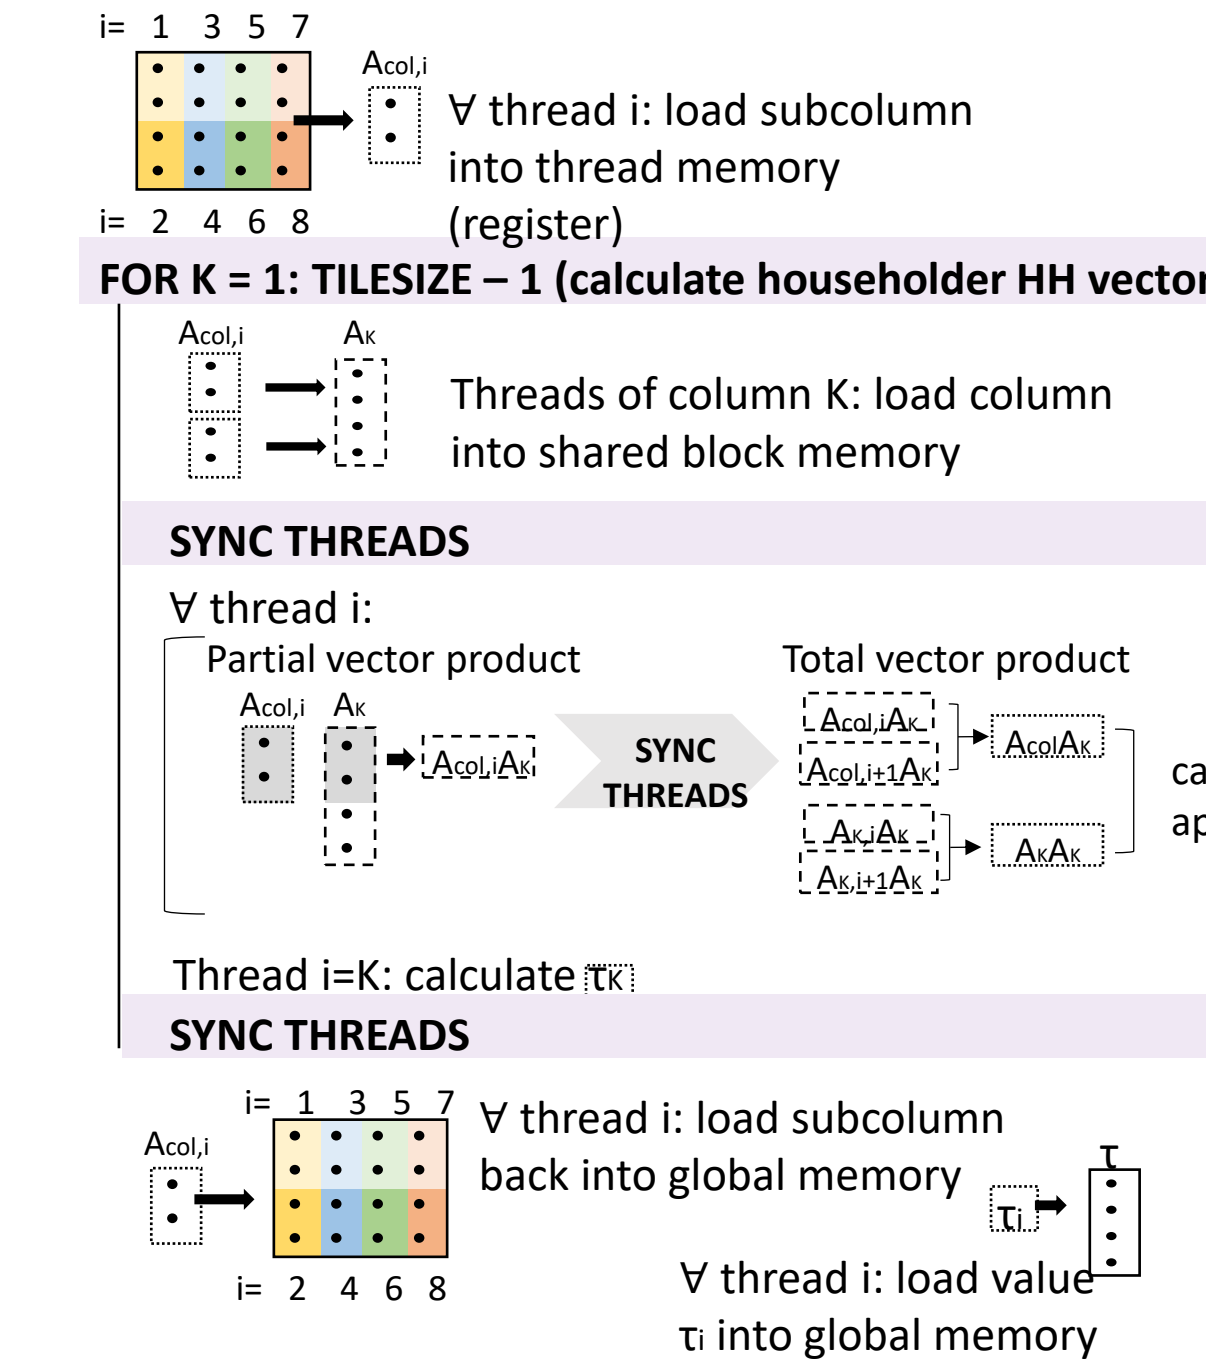 i= 1 3 5 7
Acol,i
∀ thread i: load subcolumn
into thread memory
(register)
i= 2 4 6 8
FOR K = 1: TILESIZE – 1 (calculate householder HH vector
Acol,i AK
Threads of column K: load column
into shared block memory
SYNC THREADS
∀ thread i:
Partial vector product
Acol,i AK
Acol,iAK
SYNC
THREADS
Total vector product
Acol,iAK
Acol,i+1AK
AcolAK
AK,iAK
AK,i+1AK
AKAK
ca
ap
Thread i=K: calculate τK
SYNC THREADS
i= 1 3 5 7
Acol,i
i= 2 4 6 8
∀ thread i: load subcolumn
back into global memory
τi
τ
∀ thread i: load value
τi into global memory